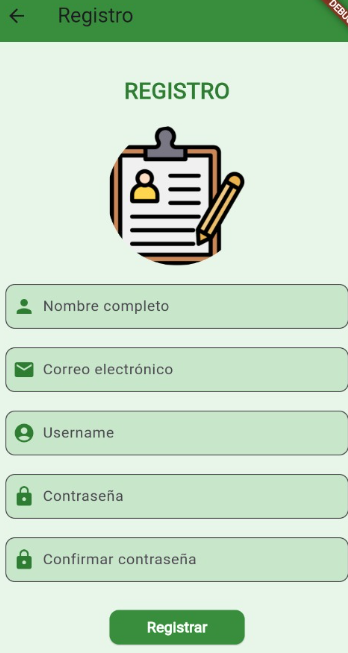 Registro
REGISTRO
Nombre completo
Correo electrónico
Username
Contraseña
Confirmar contraseña
Registrar